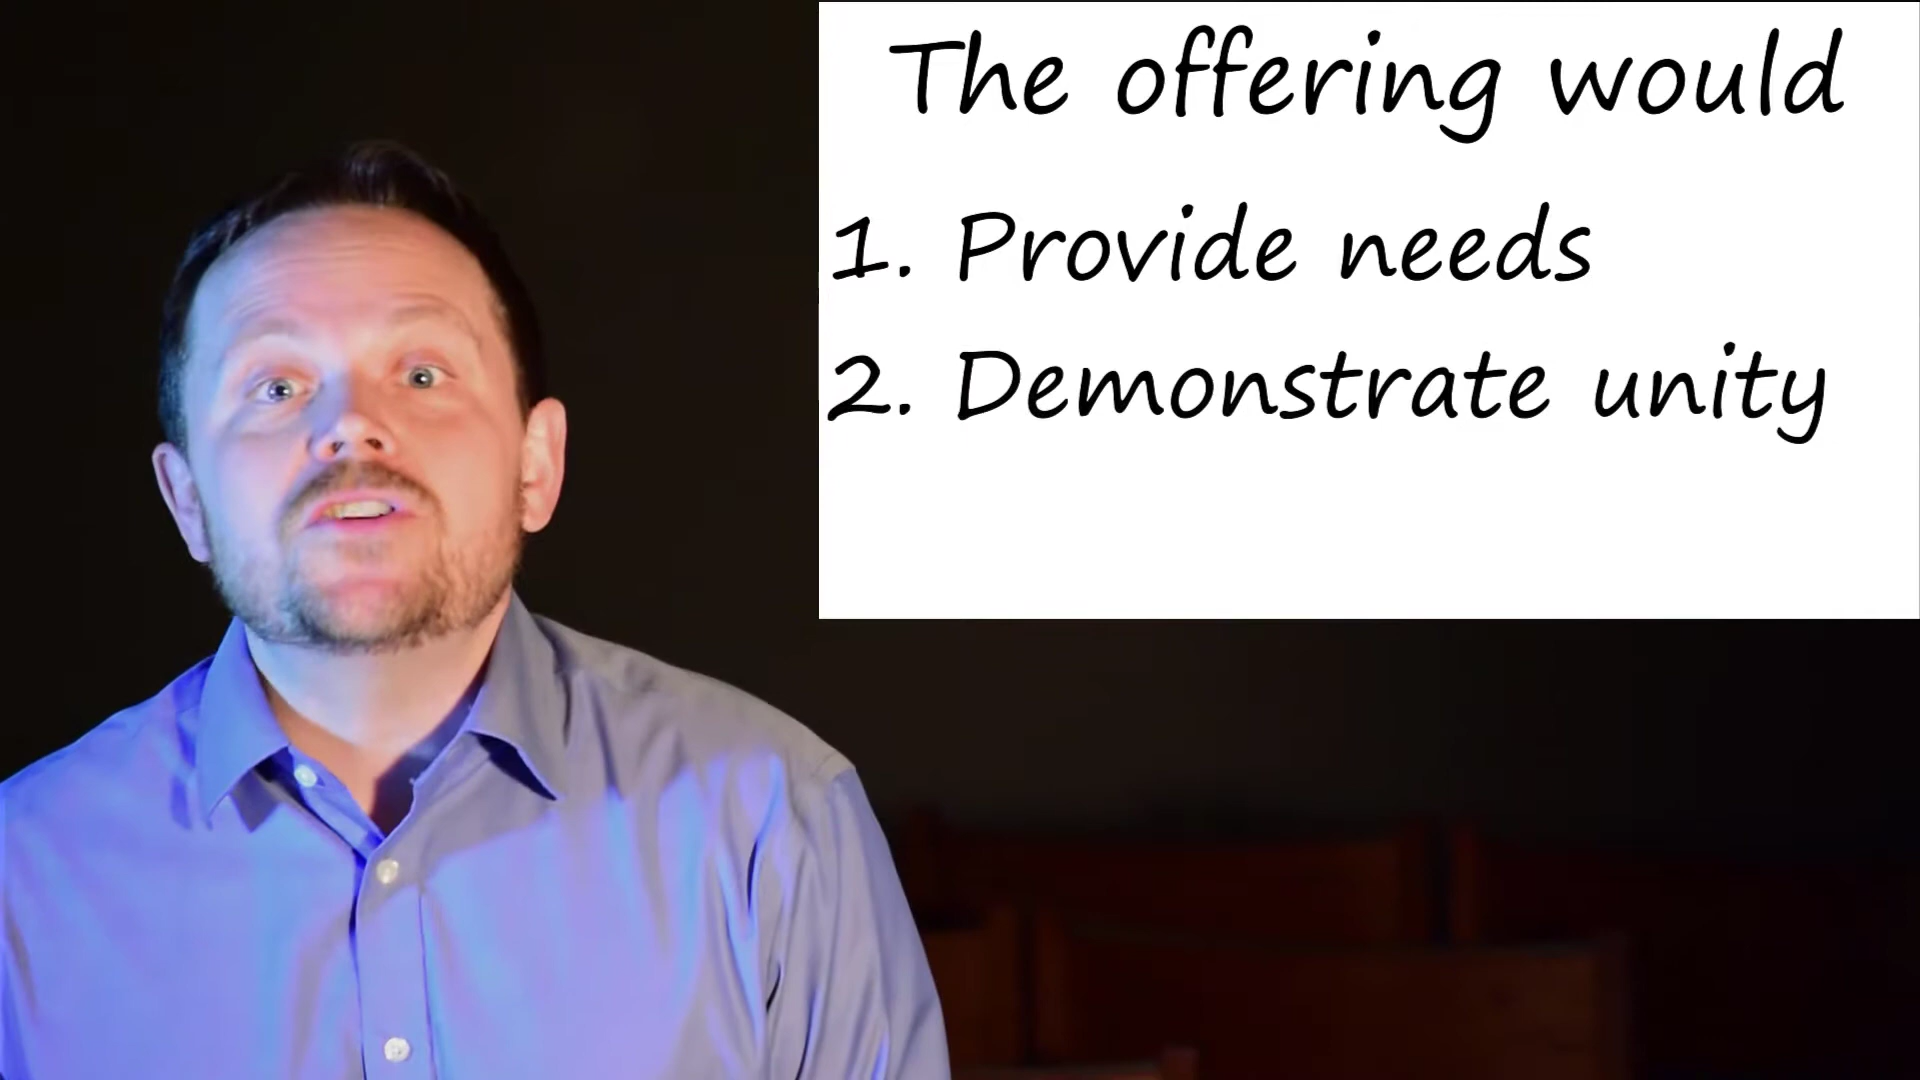 The offering would
1. Provide needs
2. Demonstrate unity